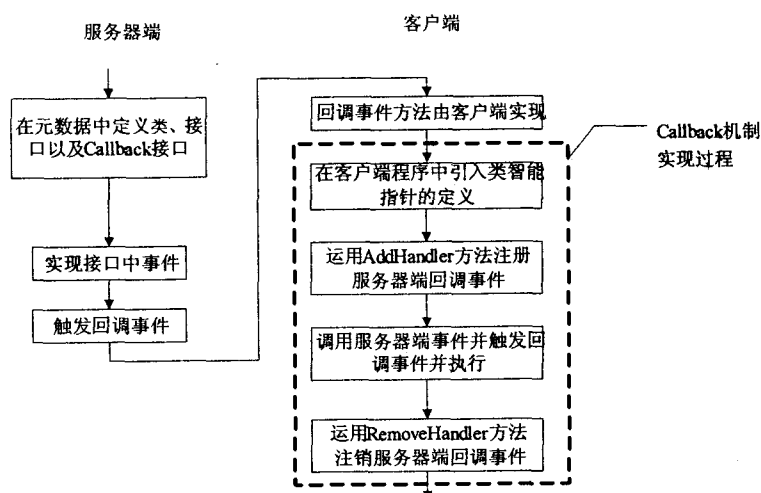 服务器端
在元数据中定义类、接
口以及Callback接口
实现接口中事件
触发回调事件
客户端
回调事件方法由客户端实现
在客户端程序中引入类智能
指针的定义
运用AddHandler方法注册
服务器端回调事件
调用服务器端事件并触发回
调事件并执行
运用RemoveHandler方法
注销服务器端回调事件
Callback机制
实现过程